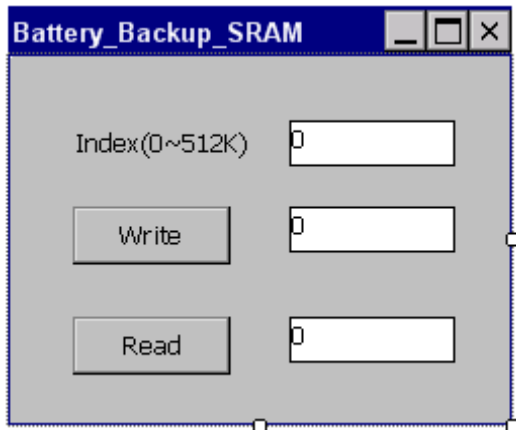 Battery_Backup_SRAM
Index(0~512K) 0
Write 0
Read 0